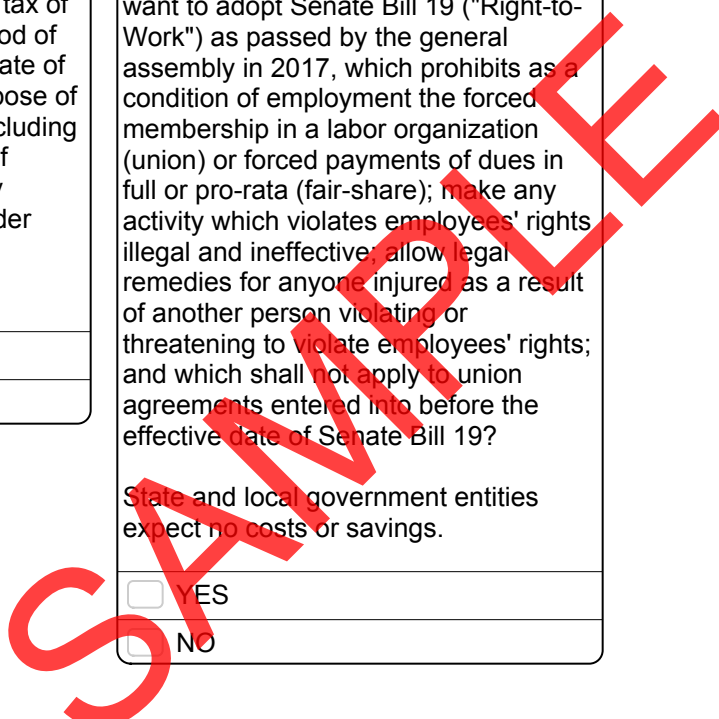 tax of
od of
ate of
pose of
cluding
f
y
der
want to adopt Senate Bill 19 ("Right-to-
Work") as passed by the general
assembly in 2017, which prohibits as a
condition of employment the forced
membership in a labor organization
(union) or forced payments of dues in
full or pro-rata (fair-share); make any
activity which violates employees' rights
illegal and ineffective; allow legal
remedies for anyone injured as a result
of another person violating or
threatening to violate employees' rights;
and which shall not apply to union
agreements entered into before the
effective date of Senate Bill 19?
State and local government entities
expect no costs or savings.
YES
NO
SAMPLE